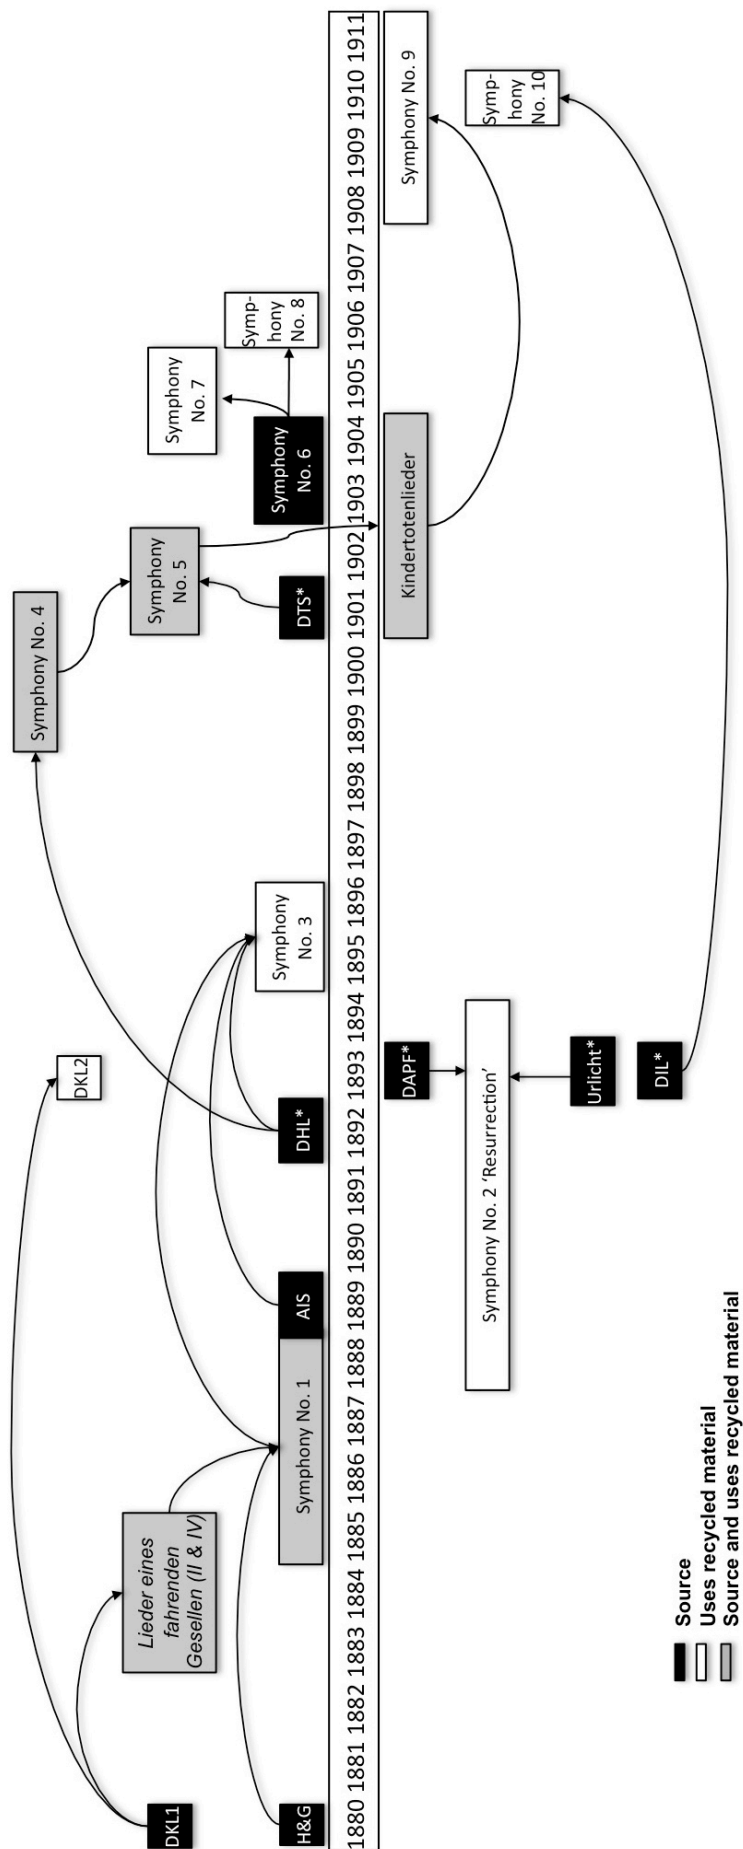 Symphony No. 4
DKL2
Symphony
No. 5
Symphony
No. 7
Lieder eines
fahrenden
Gesellen (II & IV)
DKL1
Symp-
hony
No. 8
Symphony
No. 6
Symphony
No. 3
DTS*
DHL*
AIS
Symphony No. 1
H&G
1880 1881 1882 1883 1884 1885 1886 1887 1888 1889 1890 1891 1892 1893 1894 1895 1896 1897 1898 1899 1900 1901 1902 1903 1904 1905 1906 1907 1908 1909 1910 1911
DAPF*
Kindertotenlieder
Symphony No. 9
Symphony No. 2 ‘Resurrection’
Symp-
hony
No. 10
Urlicht*
DIL*
Source
Uses recycled material
Source and uses recycled material